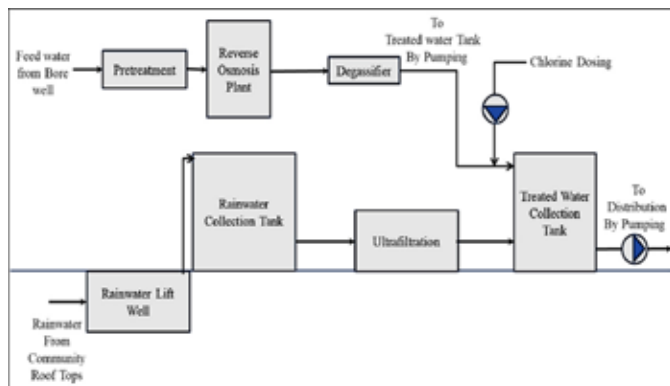 Feed water
from Bore
well
Pretreatment
Reverse
Osmosis
Plant
Degassifier
To
Treated water Tank
By Pumping
Chlorine Dosing
Rainwater
Collection Tank
Ultrafiltration
Treated Water
Collection
Tank
To
Distribution
By Pumping
Rainwater Lift
Well
Rainwater
From
Community
Roof Tops